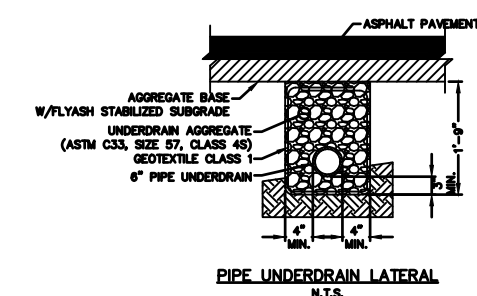 ASPHALT PAVEMENT
AGGREGATE BASE
W/FLYASH STABILIZED SUBGRADE
UNDERDRAIN AGGREGATE
(ASTM C33, SIZE 57, CLASS 4S)
GEOTEXTILE CLASS 1
6" PIPE UNDERDRAIN
1'-9"
MIN.
3"
MIN.
4"
MIN.
4"
MIN.
PIPE UNDERDRAIN LATERAL
N.T.S.